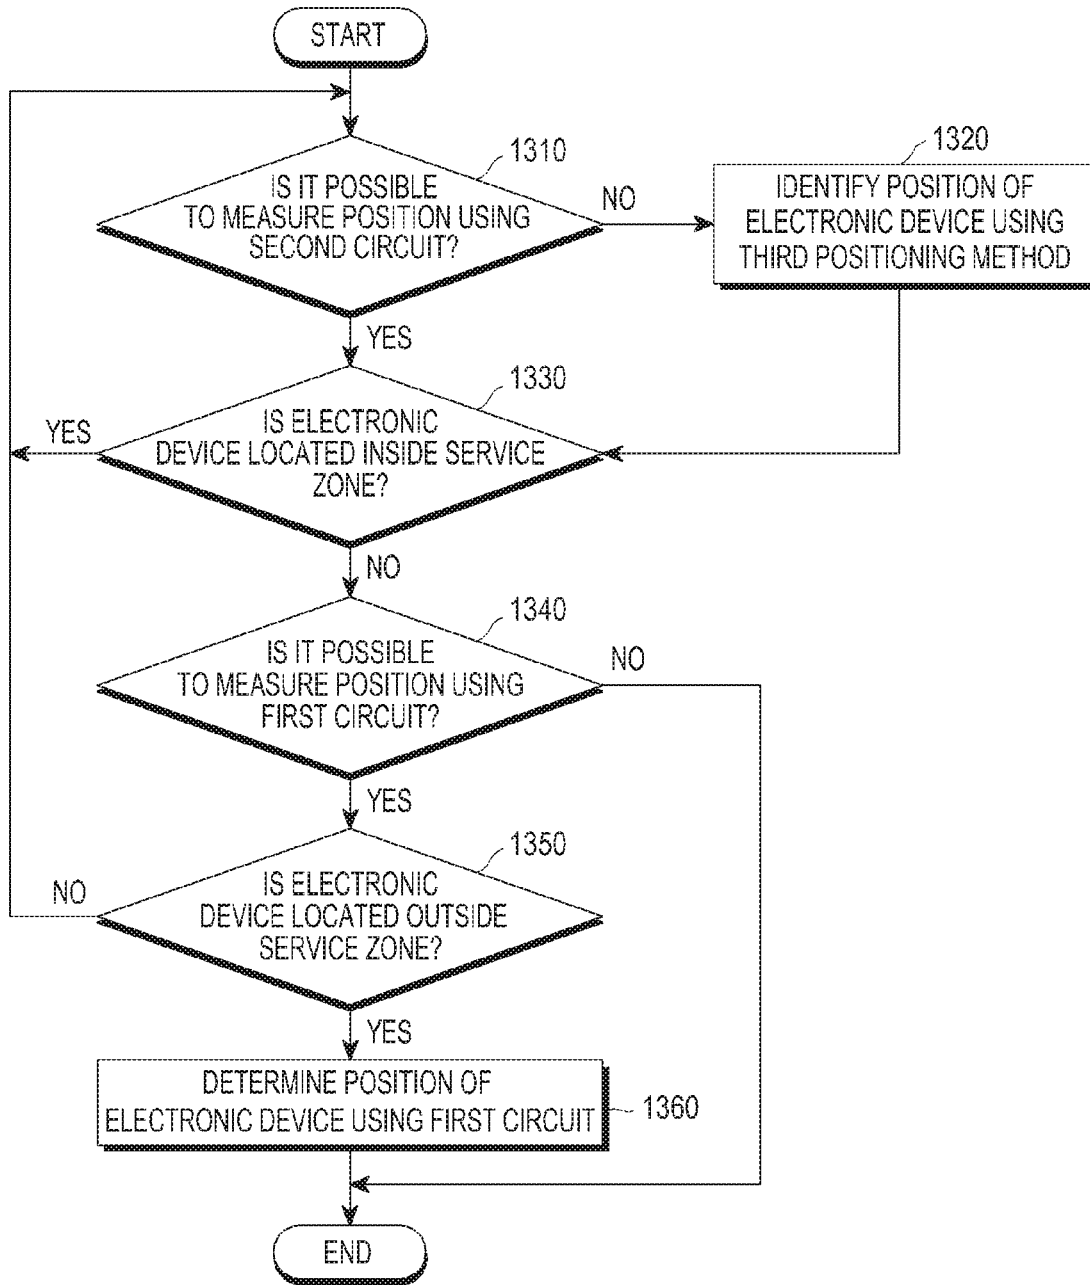 START
1310
IS IT POSSIBLE
TO MEASURE POSITION USING
SECOND CIRCUIT?
NO
1320
IDENTIFY POSITION OF
ELECTRONIC DEVICE USING
THIRD POSITIONING METHOD
YES
1330
IS ELECTRONIC
DEVICE LOCATED INSIDE SERVICE
ZONE?
YES
NO
1340
IS IT POSSIBLE
TO MEASURE POSITION USING
FIRST CIRCUIT?
NO
YES
1350
IS ELECTRONIC
DEVICE LOCATED OUTSIDE
SERVICE ZONE?
NO
YES
DETERMINE POSITION OF
ELECTRONIC DEVICE USING FIRST CIRCUIT
1360
END